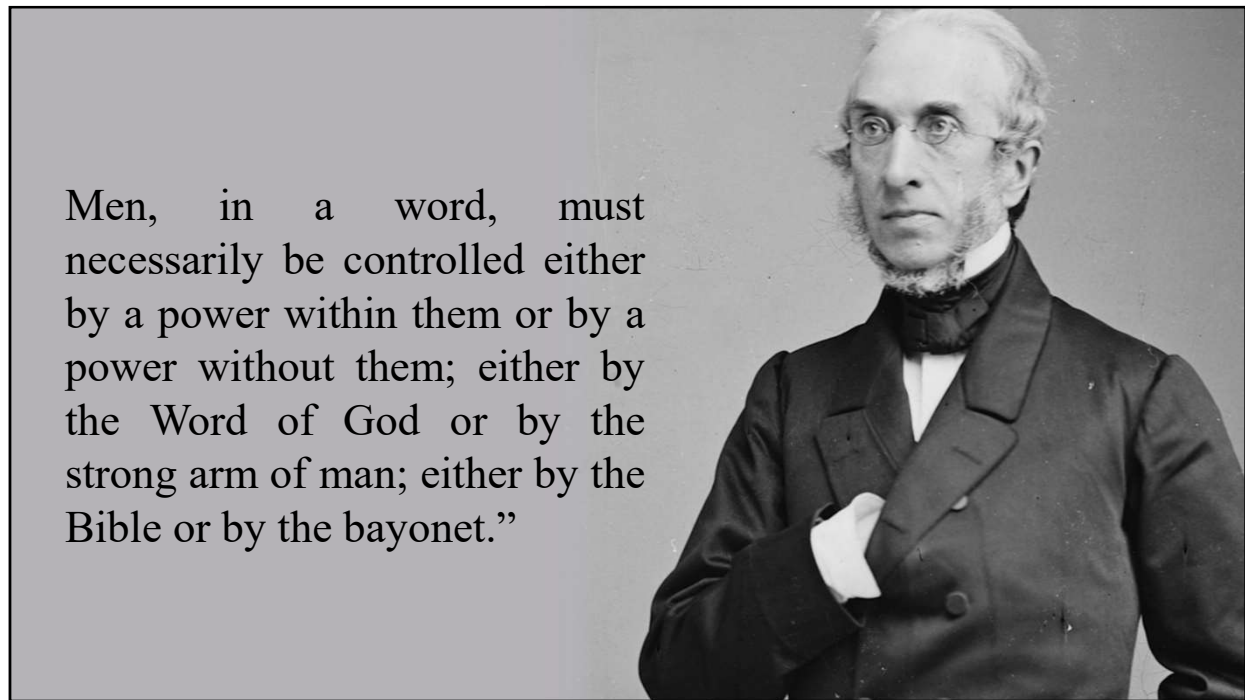 Men, in a word, must
necessarily be controlled either
by a power within them or by a
power without them; either by
the Word of God or by the
strong arm of man; either by the
Bible or by the bayonet.”